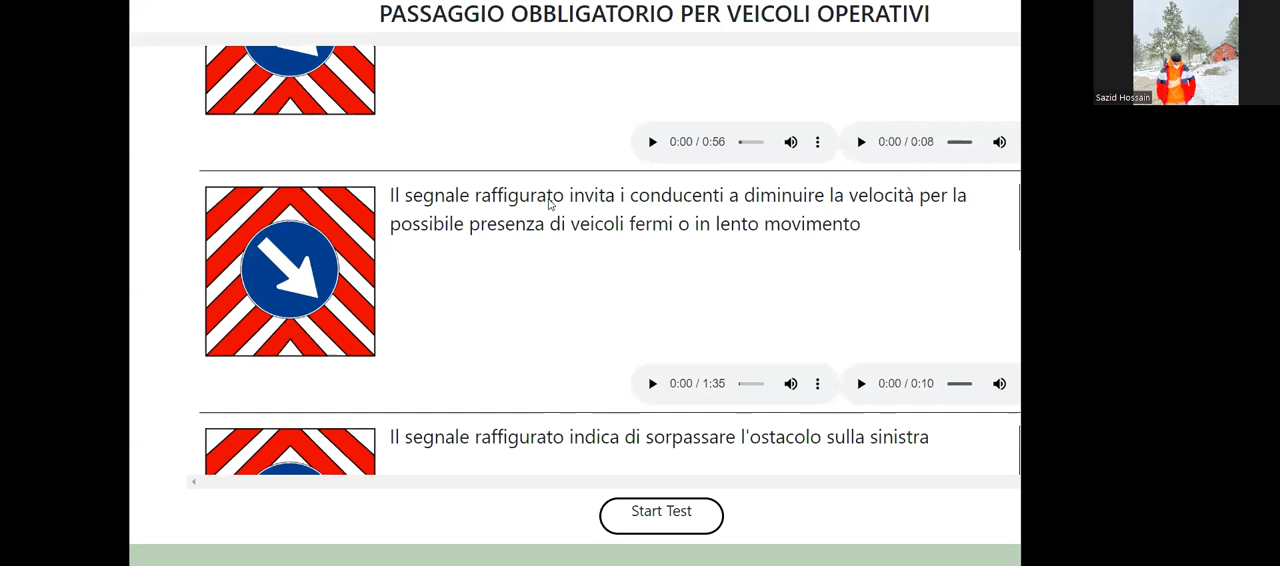 PASSAGGIO OBBLIGATORIO PER VEICOLI OPERATIVI
Sazid Hossain
0:00 / 0:56
0:00 / 0:08
Il segnale raffigurato invita i conducenti a diminuire la velocità per la
possibile presenza di veicoli fermi o in lento movimento
0:00 / 1:35
0:00 / 0:10
Il segnale raffigurato indica di sorpassare l'ostacolo sulla sinistra
Start Test